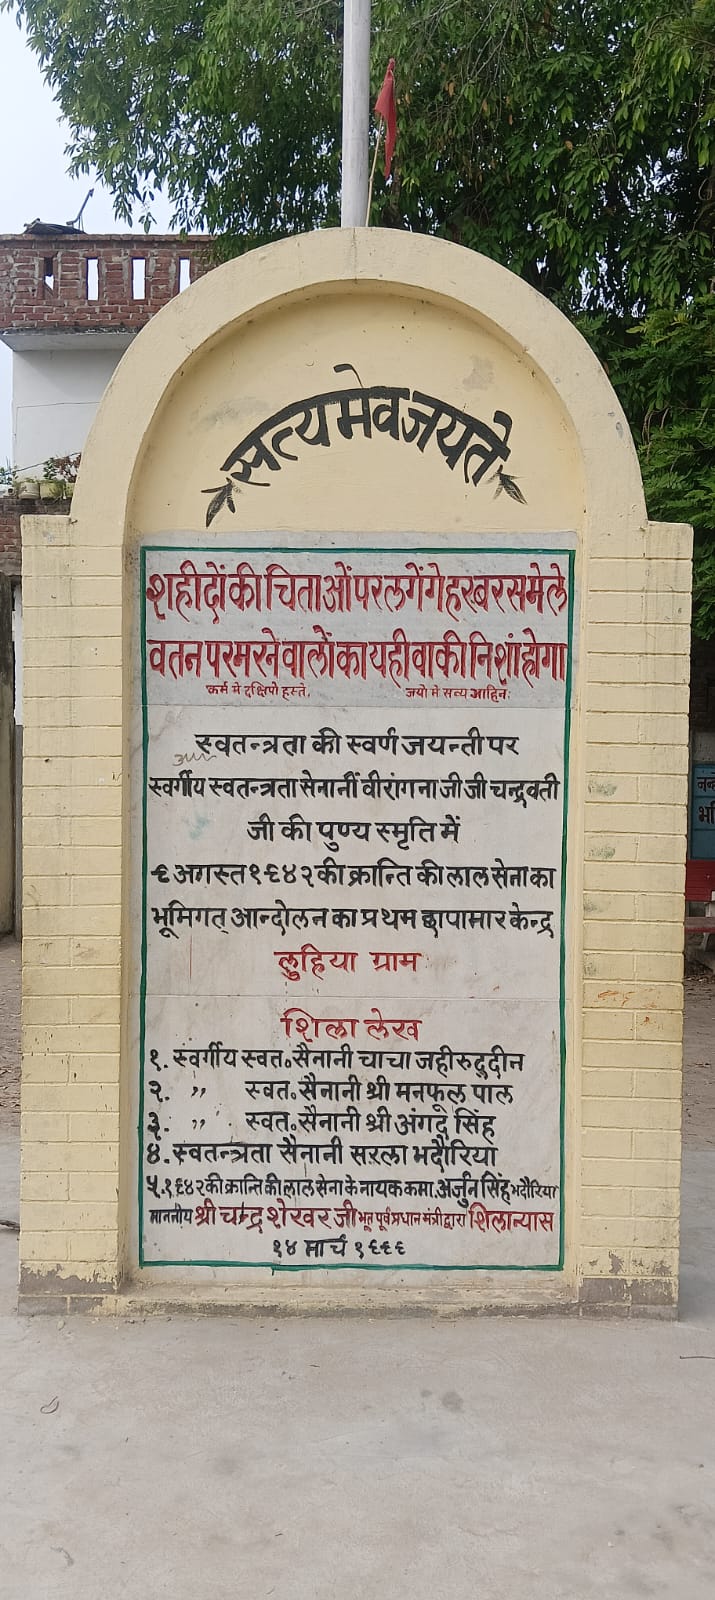 सत्यमेव जयते
शहीदों की चिताओं पर लगेंगे हर बरस मेले
वतन पर मरने वालों का यही वाकी निशां होगा
कर्म मे दक्षिपो हस्ते, जयो मे सव्य आहिनः
स्वतन्त्रता की स्वर्ण जयन्ती पर
स्वर्गीय स्वतन्त्रता सेनानीं वीरांगना जी जी चन्द्रवती
जी की पुण्य स्मृति में
९ अगस्त १९४२ की क्रान्ति की लाल सेना का
भूमिगत् आन्दोलन का प्रथम छापामार केन्द्र
लुहिया ग्राम
शिला लेख
१. स्वर्गीय स्वत॰ सैनानी चाचा जहीरुद्दीन
२. ,, स्वत॰ सैनानी श्री मनफूल पाल
३. ,, स्वत॰ सैनानी श्री अंगद सिंह
४. स्वतन्त्रता सैनानी सरला भदौरिया
५. १९४२ की क्रान्ति की लाल सेना के नायक कमा. अर्जुन सिंह भदौरिया
माननीय श्री चन्द्र शेखर जी भूत पूर्व प्रधान मंत्री द्वारा शिलान्यास
१४ मार्च १९९९